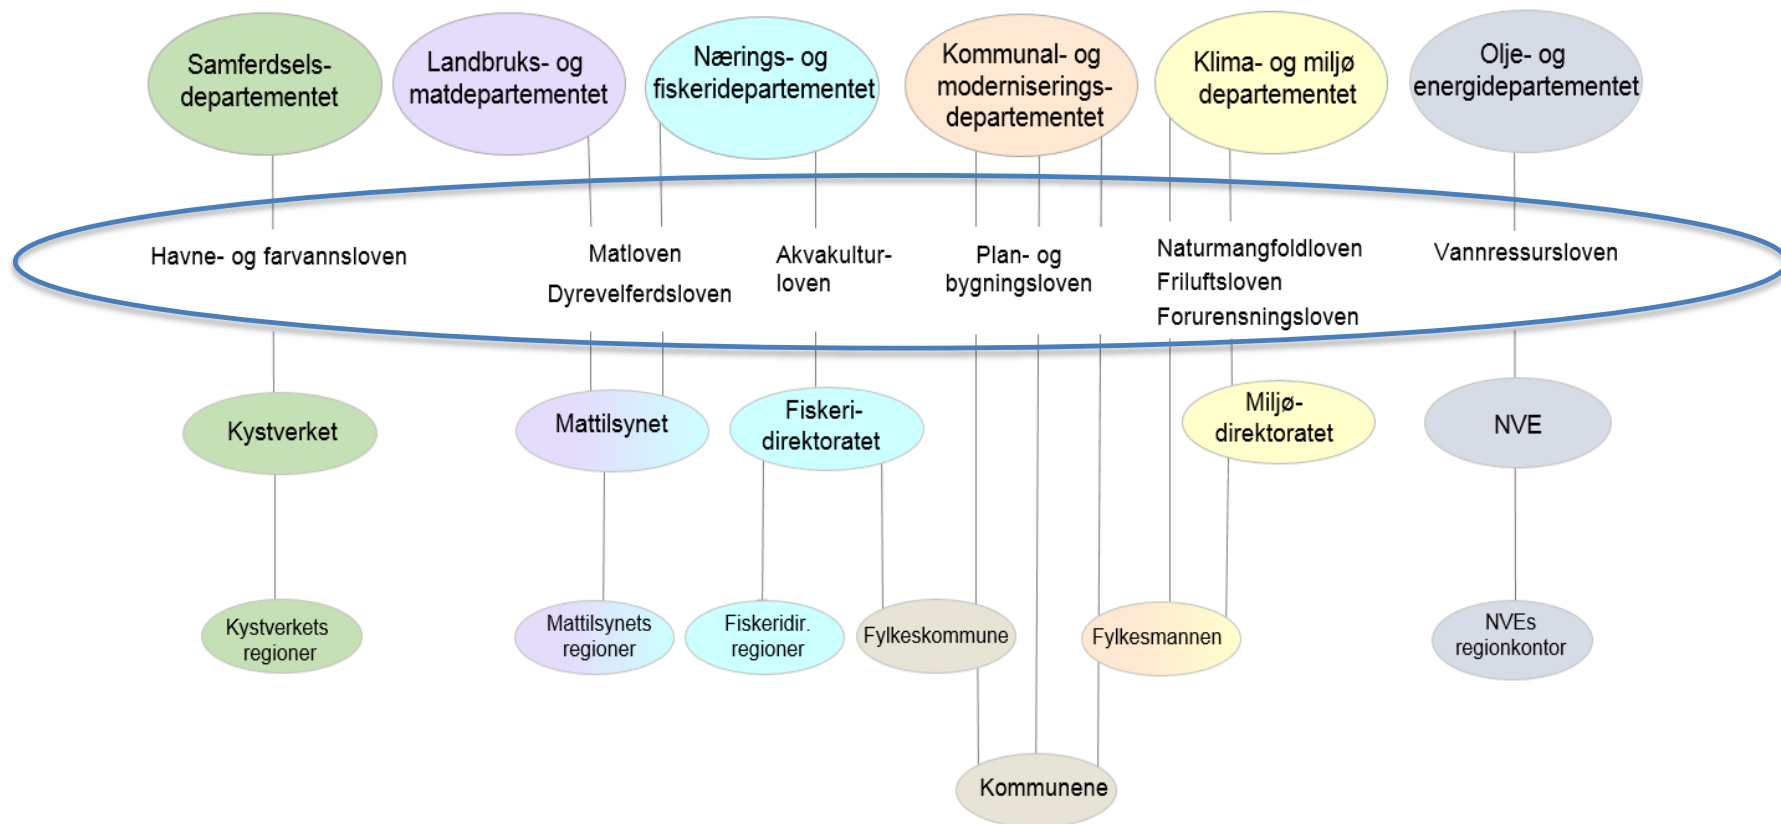 Samferdsels-
departementet
Landbruks- og
matdepartementet
Nærings- og
fiskeridepartementet
Kommunal- og
moderniserings-
departementet
Klima- og miljø
departementet
Olje- og
energidepartementet
Havne- og farvannsloven
Matloven
Dyrevelferdsloven
Akvakultur-
loven
Plan- og
bygningsloven
Naturmangfoldloven
Friluftsloven
Forurensningsloven
Vannressursloven
Kystverket
Mattilsynet
Fiskeri-
direktoratet
Miljø-
direktoratet
NVE
Kystverkets
regioner
Mattilsynets
regioner
Fiskeridir.
regioner
Fylkeskommune
Fylkesmannen
NVEs
regionkontor
Kommunene